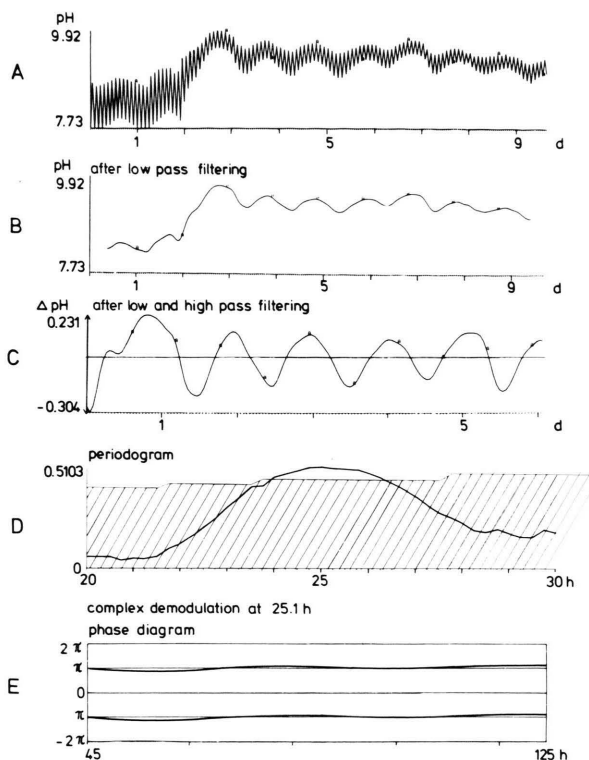 pH
9.92
A
7.73
1 5 9 d
pH after low pass filtering
9.92
B
7.73
1 5 9 d
Δ pH after low and high pass filtering
0.231
C
-0.304
1 5 d
periodogram
0.5103
D
0
20 25 30 h
complex demodulation at 25.1 h
phase diagram
2 π
π
E
0
π
-2π
45 125 h